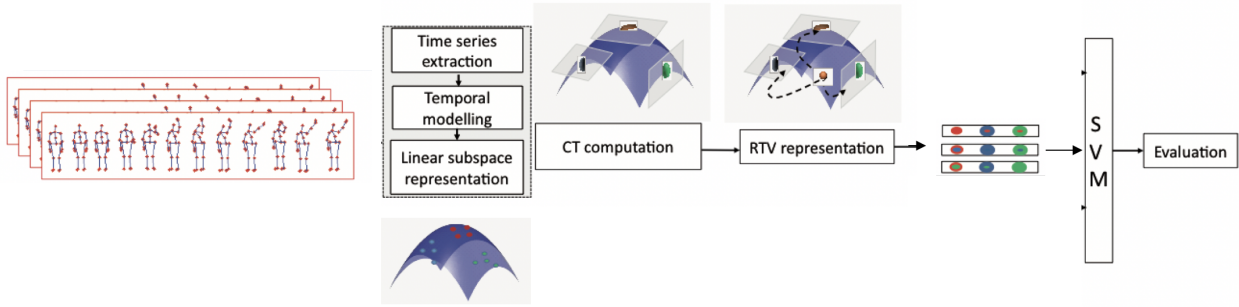 Time series
extraction
Temporal
modelling
Linear subspace
representation
CT computation
RTV representation
S
V
M
Evaluation